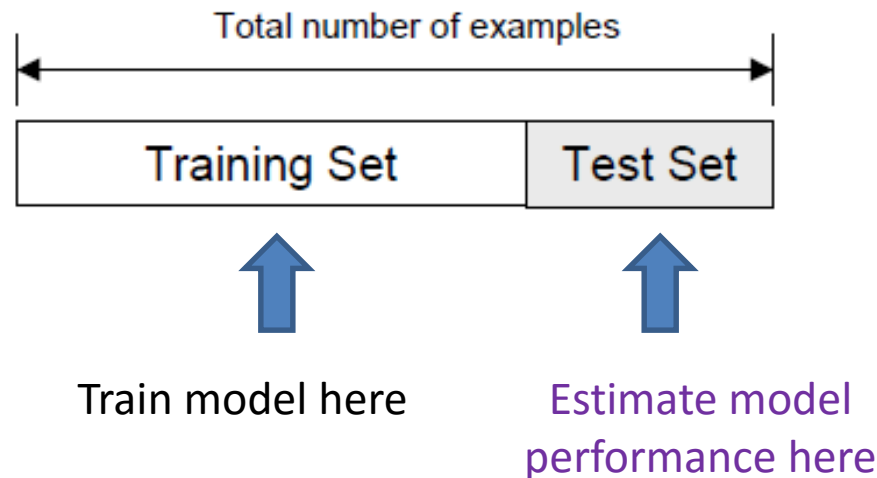 Total number of examples
Training Set
Test Set
Train model here
Estimate model
performance here